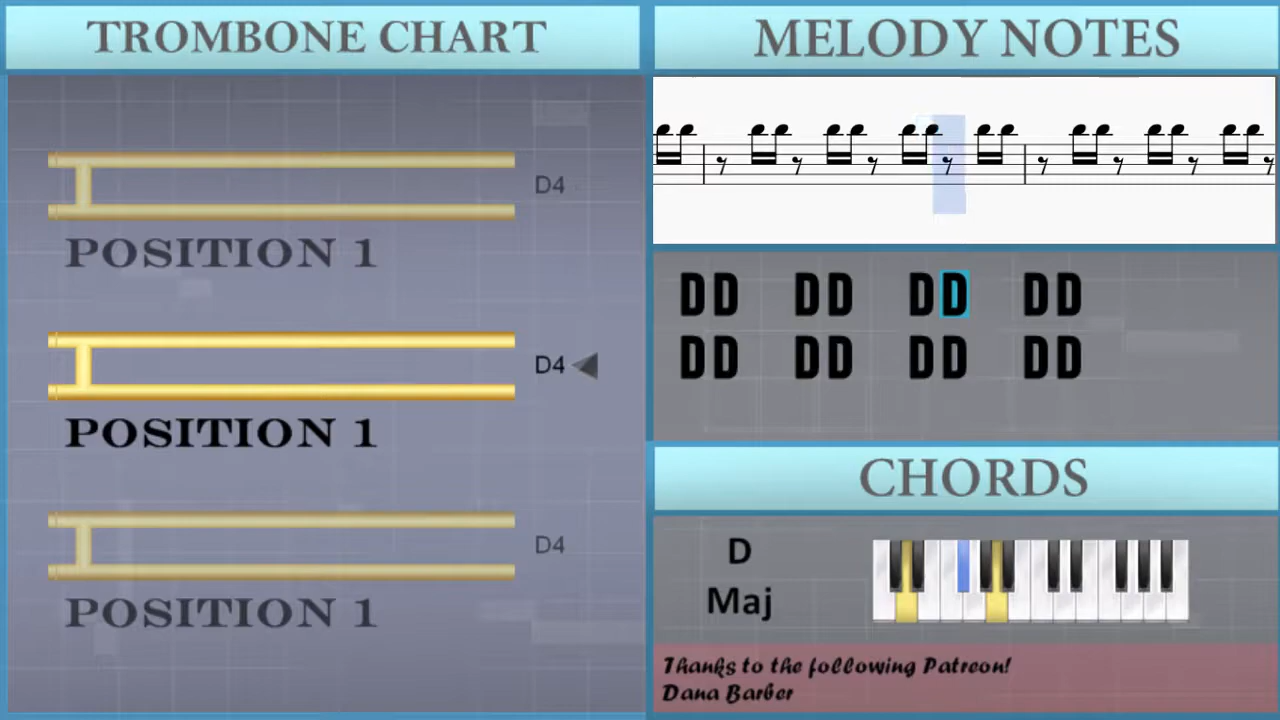 TROMBONE CHART
D4
POSITION 1
D4
POSITION 1
D4
POSITION 1
MELODY NOTES
DD DD DD DD
DD DD DD DD
CHORDS
D
Maj
Thanks to the following Patreon!
Dana Barber